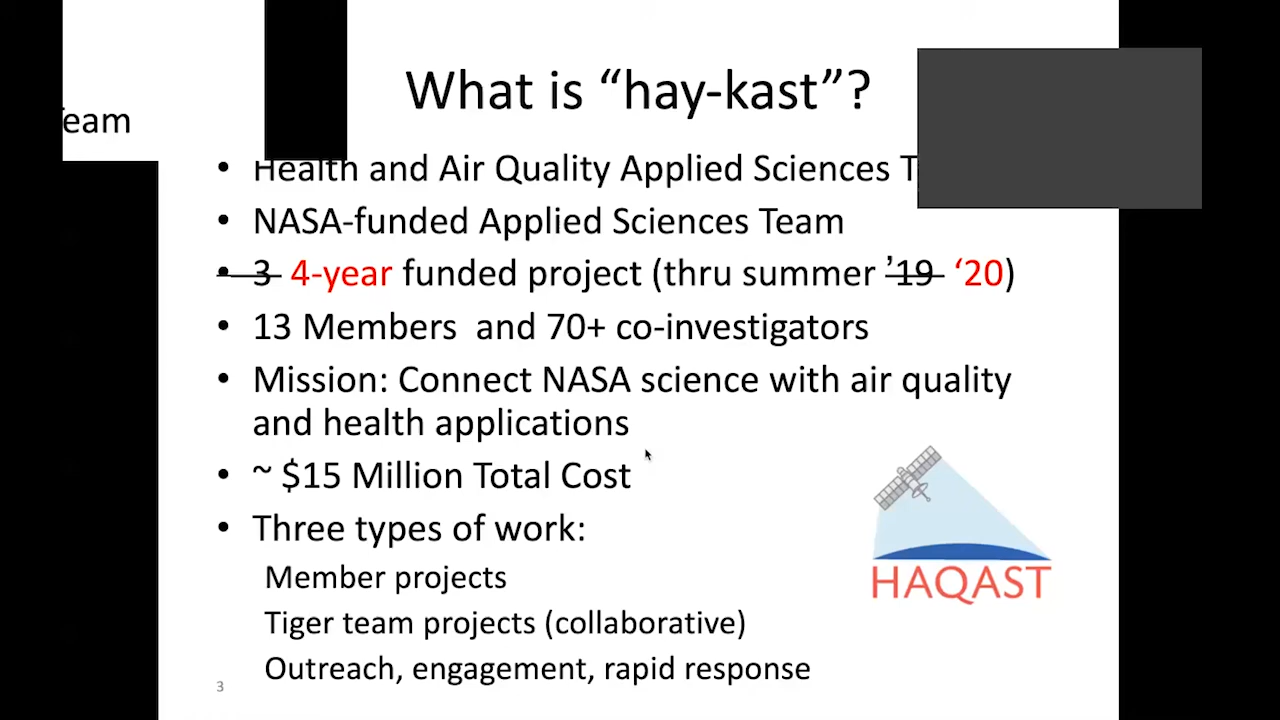 What is “hay-kast”?
eam
• Health and Air Quality Applied Sciences T
• NASA-funded Applied Sciences Team
• 3 4-year funded project (thru summer ’19 ‘20)
• 13 Members and 70+ co-investigators
• Mission: Connect NASA science with air quality
and health applications
• ~ $15 Million Total Cost
• Three types of work:
Member projects
Tiger team projects (collaborative)
Outreach, engagement, rapid response
HAQAST
3